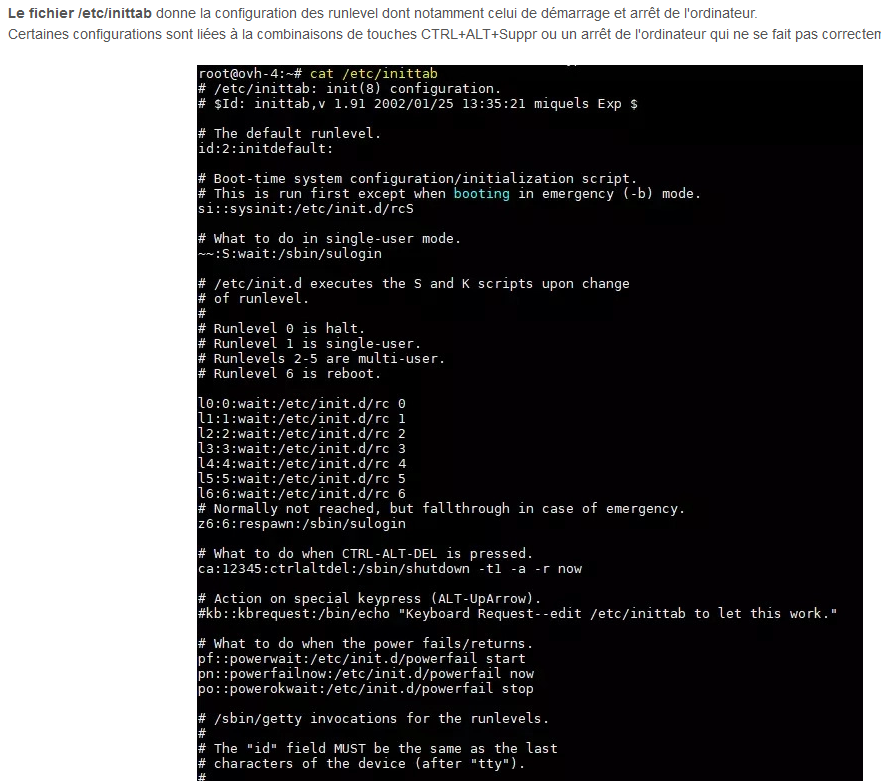 Le fichier /etc/inittab donne la configuration des runlevel dont notamment celui de démarrage et arrêt de l'ordinateur.
Certaines configurations sont liées à la combinaisons de touches CTRL+ALT+Suppr ou un arrêt de l'ordinateur qui ne se fait pas correctem
root@ovh-4:~# cat /etc/inittab
# /etc/inittab: init(8) configuration.
# $Id: inittab,v 1.91 2002/01/25 13:35:21 miquels Exp $
# The default runlevel.
id:2:initdefault:
# Boot-time system configuration/initialization script.
# This is run first except when booting in emergency (-b) mode.
si::sysinit:/etc/init.d/rcS
# What to do in single-user mode.
~~:S:wait:/sbin/sulogin
# /etc/init.d executes the S and K scripts upon change
# of runlevel.
#
# Runlevel 0 is halt.
# Runlevel 1 is single-user.
# Runlevels 2-5 are multi-user.
# Runlevel 6 is reboot.
l0:0:wait:/etc/init.d/rc 0
l1:1:wait:/etc/init.d/rc 1
l2:2:wait:/etc/init.d/rc 2
l3:3:wait:/etc/init.d/rc 3
l4:4:wait:/etc/init.d/rc 4
l5:5:wait:/etc/init.d/rc 5
l6:6:wait:/etc/init.d/rc 6
# Normally not reached, but fallthrough in case of emergency.
z6:6:respawn:/sbin/sulogin
# What to do when CTRL-ALT-DEL is pressed.
ca:12345:ctrlaltdel:/sbin/shutdown -t1 -a -r now
# Action on special keypress (ALT-UpArrow).
#kb::kbrequest:/bin/echo "Keyboard Request--edit /etc/inittab to let this work."
# What to do when the power fails/returns.
pf::powerwait:/etc/init.d/powerfail start
pn::powerfailnow:/etc/init.d/powerfail now
po::powerokwait:/etc/init.d/powerfail stop
# /sbin/getty invocations for the runlevels.
#
# The "id" field MUST be the same as the last
# characters of the device (after "tty").
#